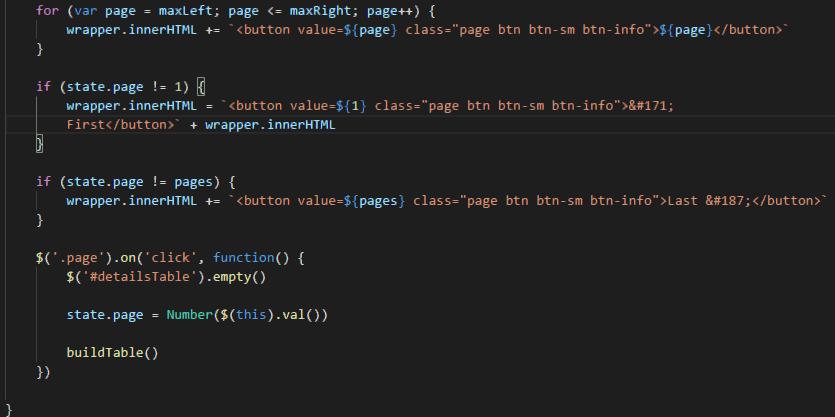 for (var page = maxLeft; page <= maxRight; page++) {
wrapper.innerHTML += `<button value=${page} class="page btn btn-sm btn-info">${page}</button>`
}
if (state.page != 1) {
wrapper.innerHTML = `<button value=${1} class="page btn btn-sm btn-info">&#171;
First</button>` + wrapper.innerHTML
}
if (state.page != pages) {
wrapper.innerHTML += `<button value=${pages} class="page btn btn-sm btn-info">Last &#187;</button>`
}
$('.page').on('click', function() {
$('#detailsTable').empty()
state.page = Number($(this).val())
buildTable()
})
}